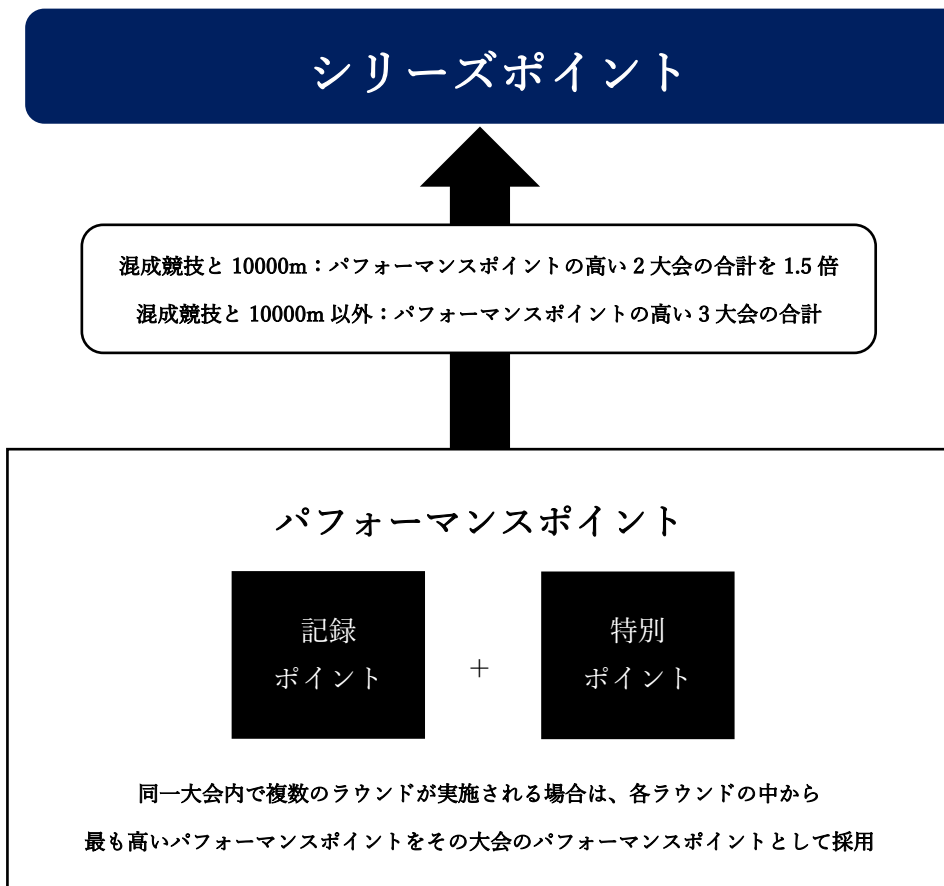 シリーズポイント
混成競技と 10000m：パフォーマンスポイントの高い 2 大会の合計を 1.5 倍
混成競技と 10000m 以外：パフォーマンスポイントの高い 3 大会の合計
パフォーマンスポイント
記録
ポイント
+
特別
ポイント
同一大会内で複数のラウンドが実施される場合は、各ラウンドの中から
最も高いパフォーマンスポイントをその大会のパフォーマンスポイントとして採用